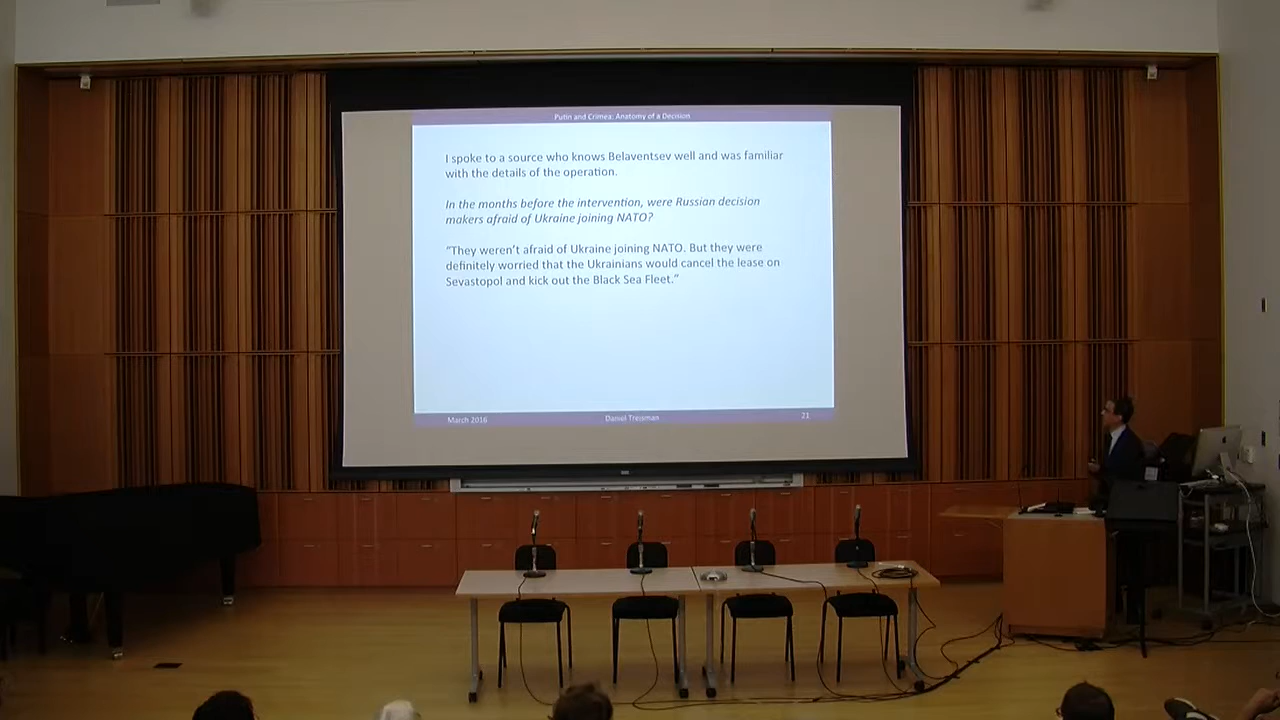 Putin and Crimea: Anatomy of a Decision
I spoke to a source who knows Belaventsev well and was familiar
with the details of the operation.
In the months before the intervention, were Russian decision
makers afraid of Ukraine joining NATO?
“They weren’t afraid of Ukraine joining NATO. But they were
definitely worried that the Ukrainians would cancel the lease on
Sevastopol and kick out the Black Sea Fleet.”
March 2016
Daniel Treisman
21